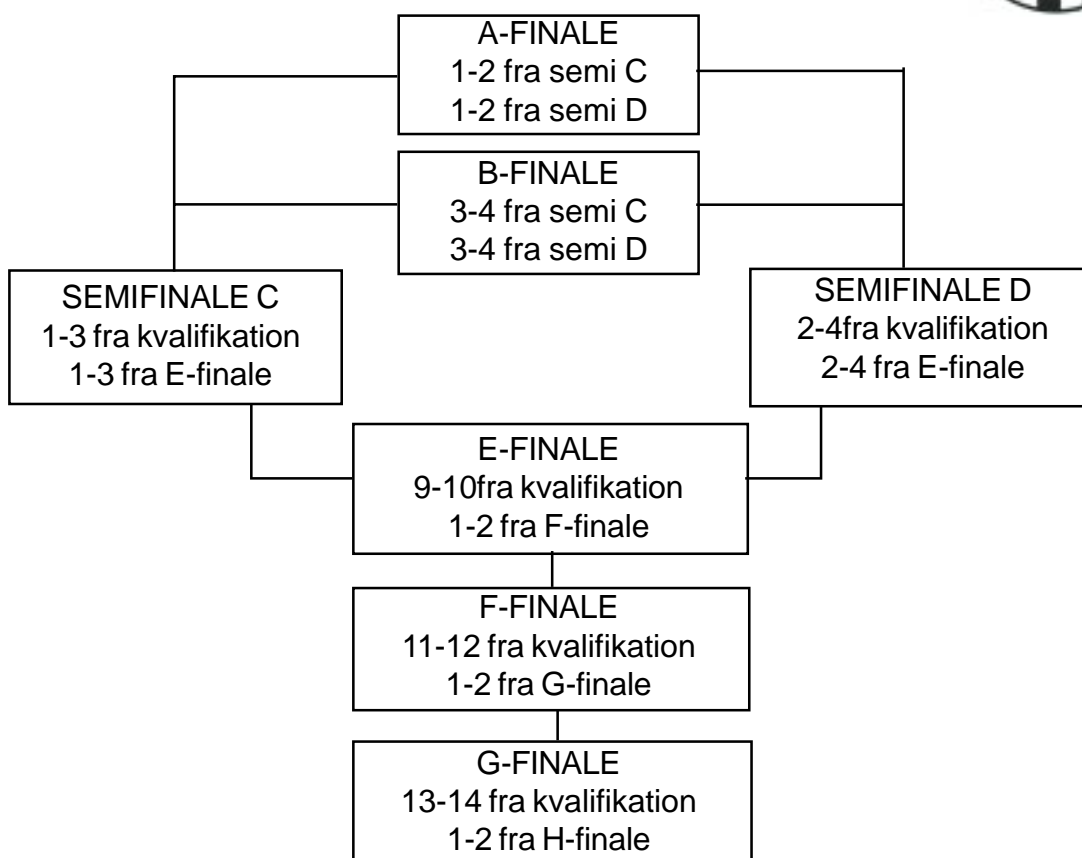 A-FINALE
1-2 fra semi C
1-2 fra semi D
B-FINALE
3-4 fra semi C
3-4 fra semi D
SEMIFINALE C
1-3 fra kvalifikation
1-3 fra E-finale
SEMIFINALE D
2-4fra kvalifikation
2-4 fra E-finale
E-FINALE
9-10fra kvalifikation
1-2 fra F-finale
F-FINALE
11-12 fra kvalifikation
1-2 fra G-finale
G-FINALE
13-14 fra kvalifikation
1-2 fra H-finale